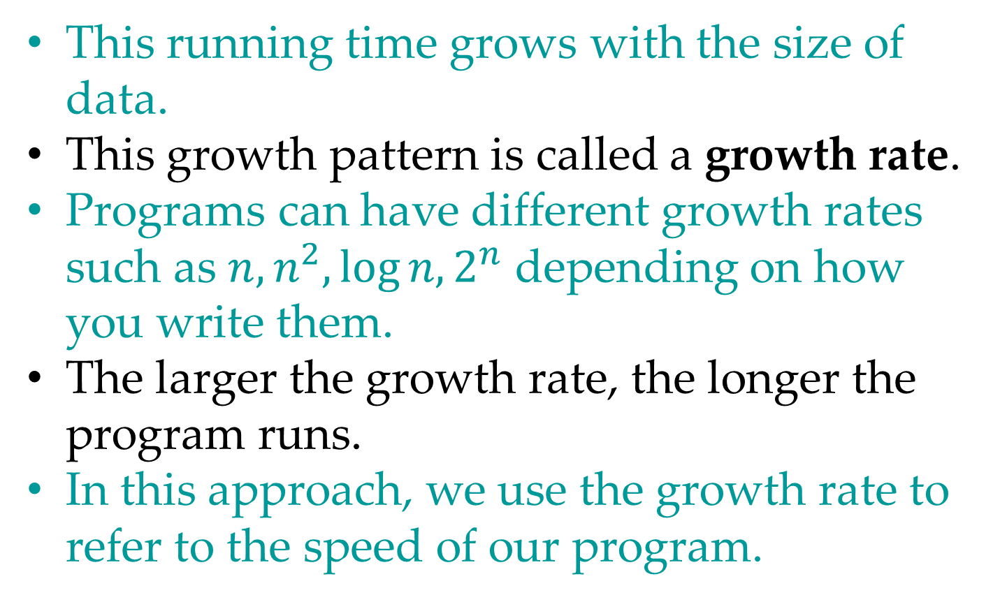 • This running time grows with the size of
data.
• This growth pattern is called a growth rate.
• Programs can have different growth rates
such as n, n², log n, 2ⁿ depending on how
you write them.
• The larger the growth rate, the longer the
program runs.
• In this approach, we use the growth rate to
refer to the speed of our program.